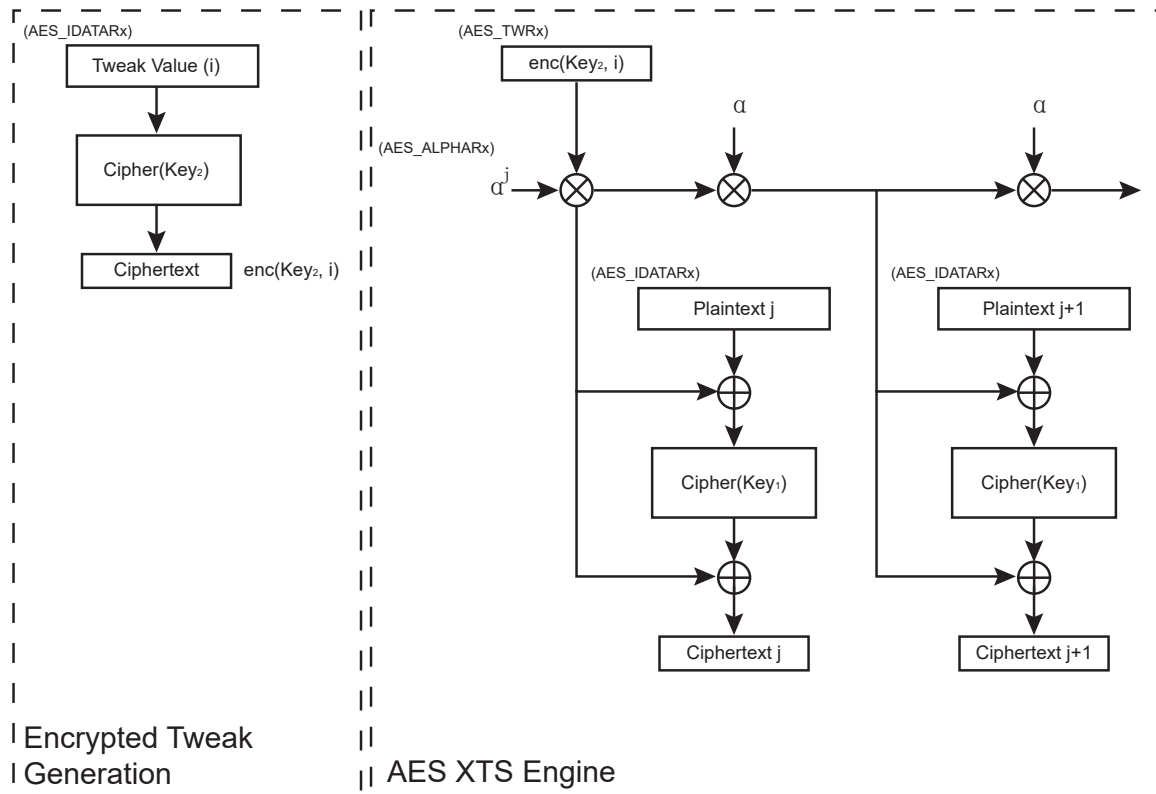 (AES_IDATARx)
Tweak Value (i)
Cipher(Key₂)
Ciphertext
enc(Key₂, i)
Encrypted Tweak
Generation
(AES_TWRx)
enc(Key₂, i)
(AES_ALPHARx)
αʲ
α
α
(AES_IDATARx)
(AES_IDATARx)
Plaintext j
Plaintext j+1
Cipher(Key₁)
Cipher(Key₁)
Ciphertext j
Ciphertext j+1
AES XTS Engine